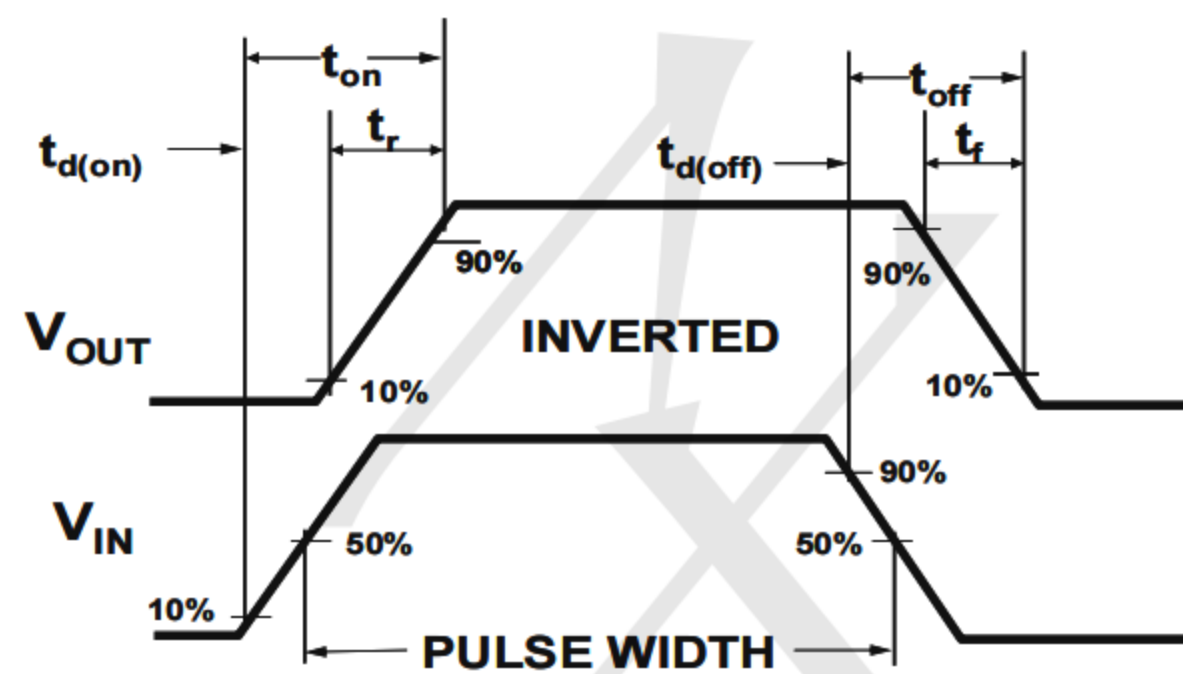 ton
toff
tr
tf
td(on)
td(off)
90%
90%
VOUT
INVERTED
10%
10%
90%
VIN
50%
50%
10%
PULSE WIDTH